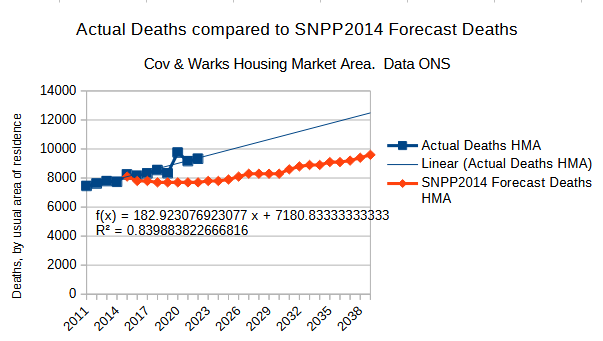 Actual Deaths compared to SNPP2014 Forecast Deaths
Cov & Warks Housing Market Area.  Data ONS
Deaths, by usual area of residence
14000
12000
10000
8000
6000
4000
2000
0
f(x) = 182.923076923077 x + 7180.83333333333
R² = 0.839883822666816
2011
2014
2017
2020
2023
2026
2029
2032
2035
2038
Actual Deaths HMA
Linear (Actual Deaths HMA)
SNPP2014 Forecast Deaths
HMA